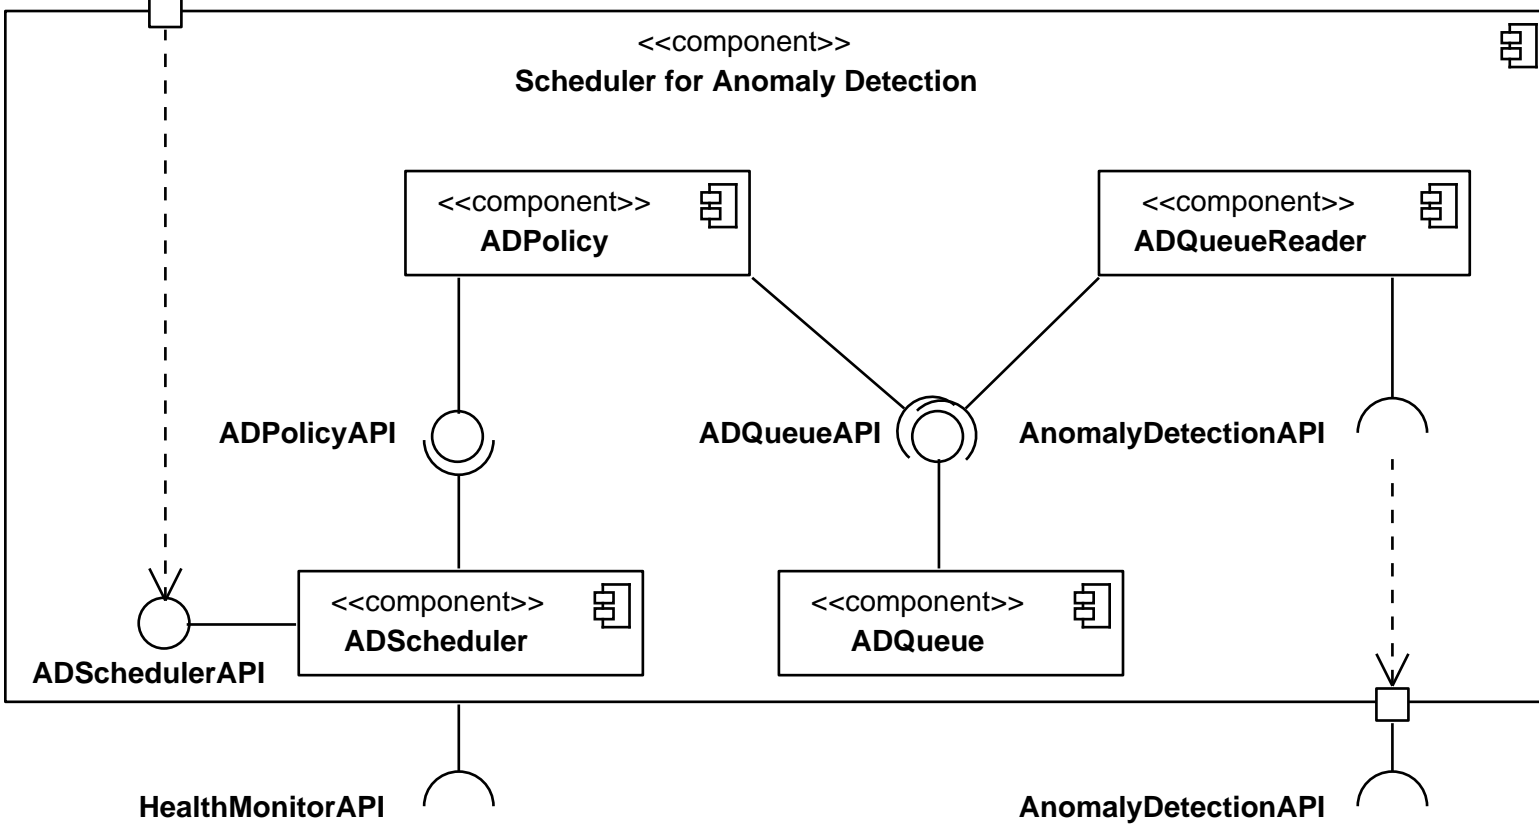 <<component>>
Scheduler for Anomaly Detection
<<component>>
ADPolicy
<<component>>
ADQueueReader
ADPolicyAPI
ADQueueAPI
AnomalyDetectionAPI
<<component>>
ADScheduler
<<component>>
ADQueue
ADSchedulerAPI
HealthMonitorAPI
AnomalyDetectionAPI